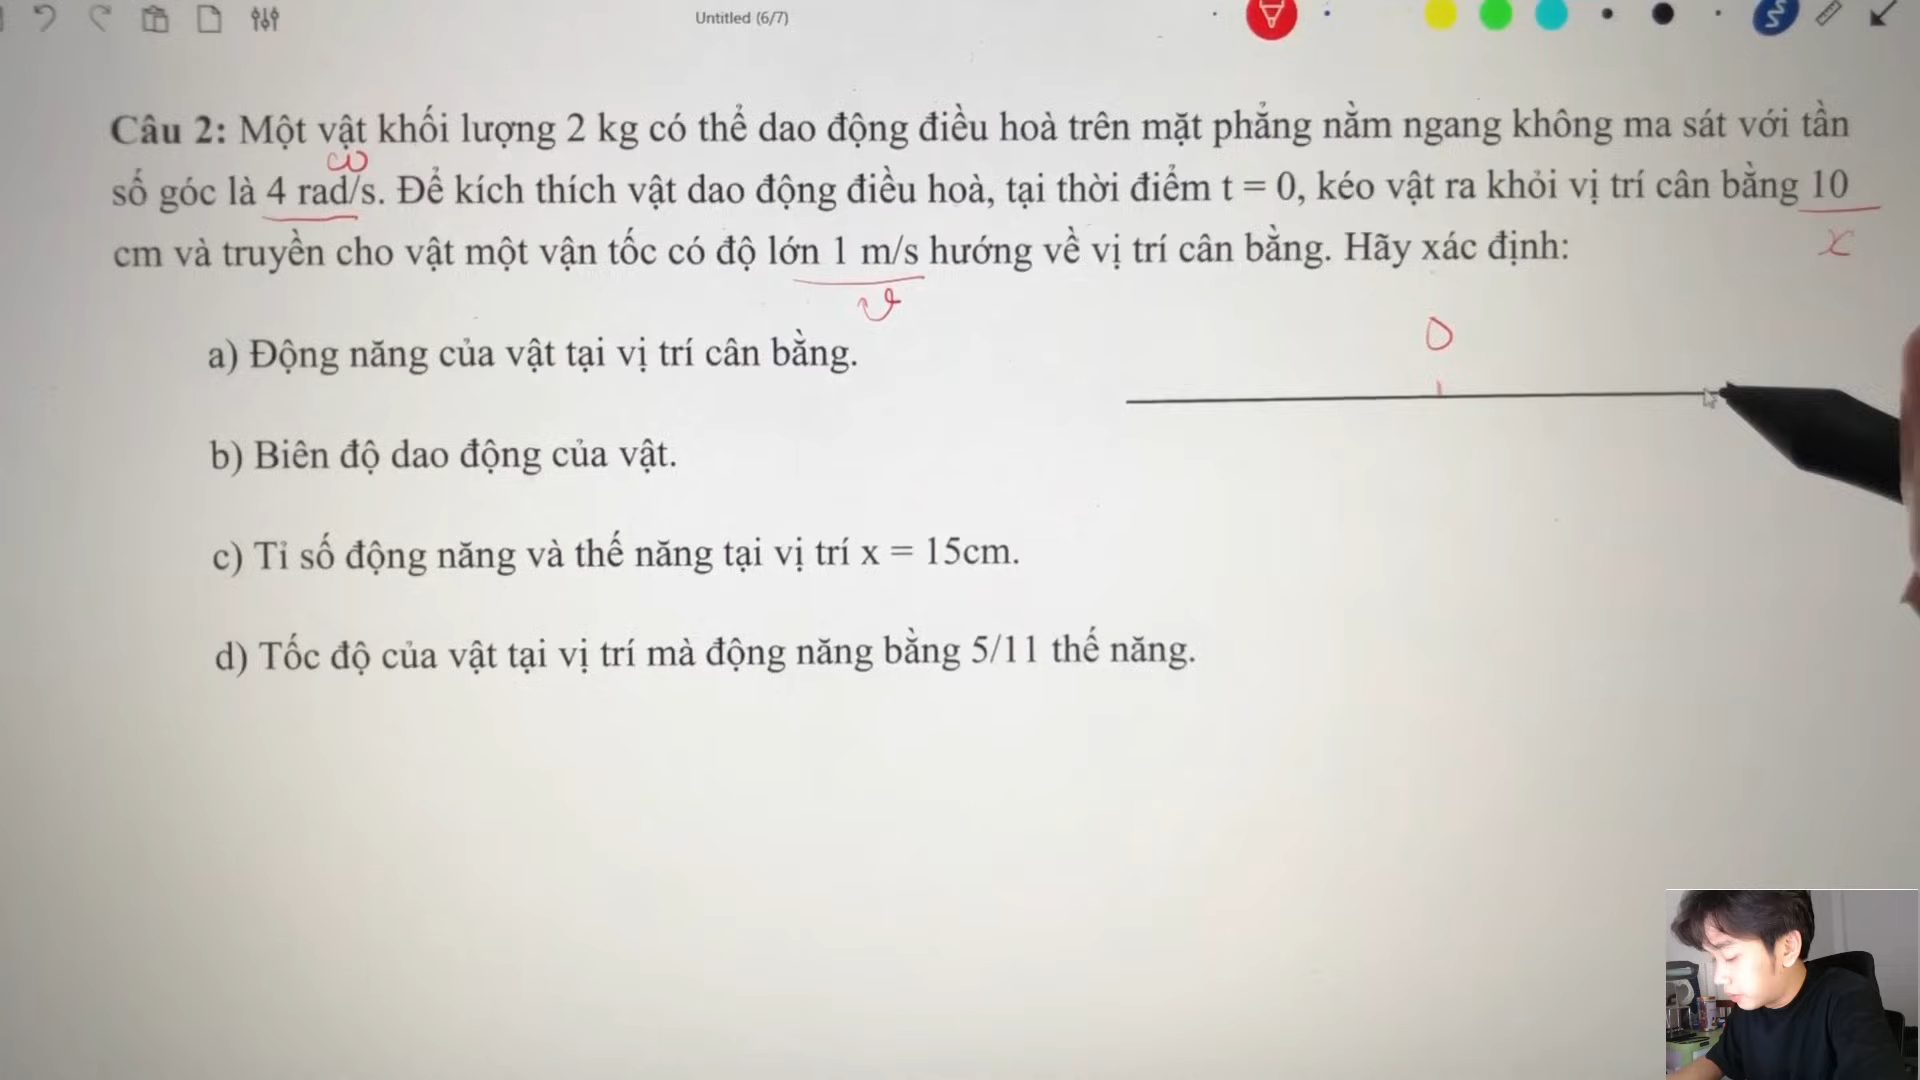 Untitled (6/7)
Câu 2: Một vật khối lượng 2 kg có thể dao động điều hoà trên mặt phẳng nằm ngang không ma sát với tần
ω
số góc là 4 rad/s. Để kích thích vật dao động điều hoà, tại thời điểm t = 0, kéo vật ra khỏi vị trí cân bằng 10
cm và truyền cho vật một vận tốc có độ lớn 1 m/s hướng về vị trí cân bằng. Hãy xác định:
x
v
O
a) Động năng của vật tại vị trí cân bằng.
b) Biên độ dao động của vật.
c) Tỉ số động năng và thế năng tại vị trí x = 15cm.
d) Tốc độ của vật tại vị trí mà động năng bằng 5/11 thế năng.